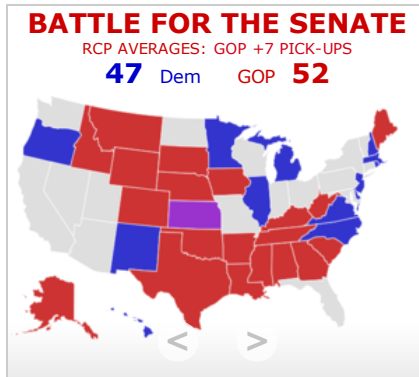 BATTLE FOR THE SENATE
RCP AVERAGES: GOP +7 PICK-UPS
47 Dem GOP 52
< >